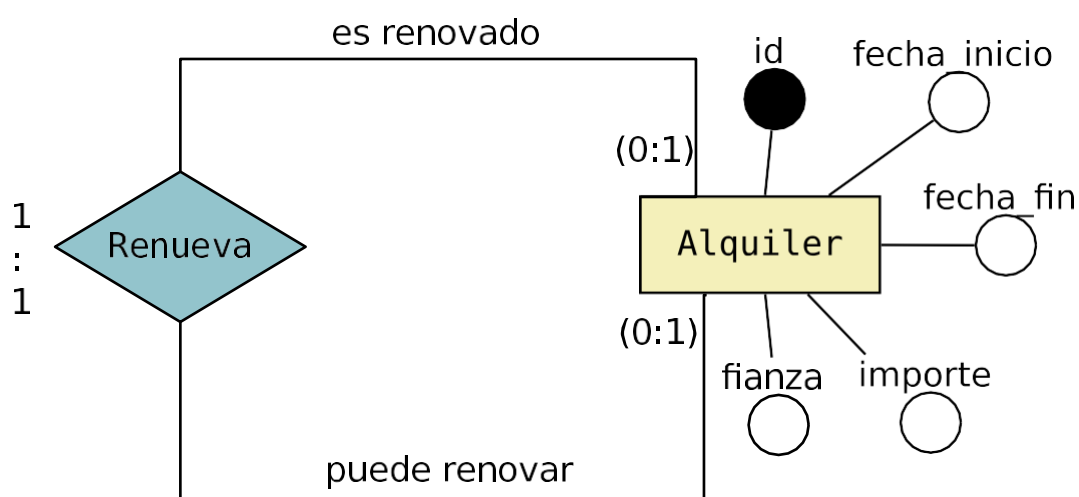 es renovado
id
fecha_inicio
(0:1)
fecha_fin
1
:
1
Renueva
Alquiler
(0:1)
fianza
importe
puede renovar